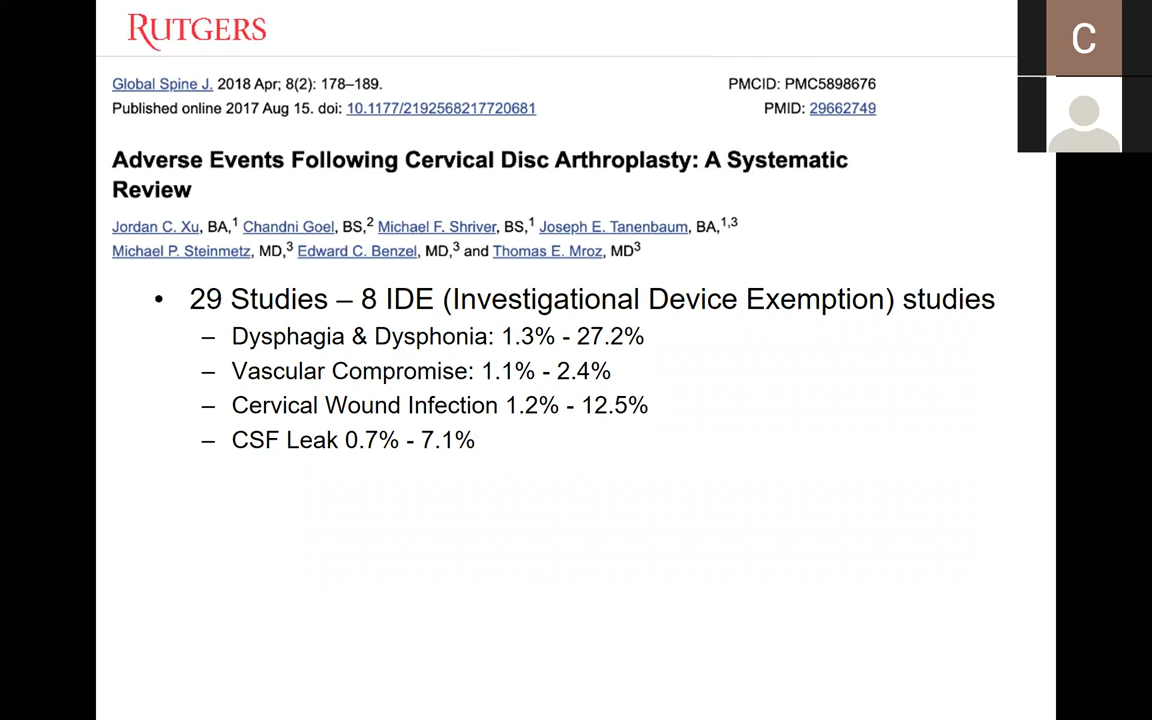 RUTGERS
C
Global Spine J. 2018 Apr; 8(2): 178–189.
PMCID: PMC5898676
Published online 2017 Aug 15. doi: 10.1177/2192568217720681
PMID: 29662749
Adverse Events Following Cervical Disc Arthroplasty: A Systematic
Review
Jordan C. Xu, BA,1 Chandni Goel, BS,2 Michael F. Shriver, BS,1 Joseph E. Tanenbaum, BA,1,3
Michael P. Steinmetz, MD,3 Edward C. Benzel, MD,3 and Thomas E. Mroz, MD3
• 29 Studies – 8 IDE (Investigational Device Exemption) studies
– Dysphagia & Dysphonia: 1.3% - 27.2%
– Vascular Compromise: 1.1% - 2.4%
– Cervical Wound Infection 1.2% - 12.5%
– CSF Leak 0.7% - 7.1%